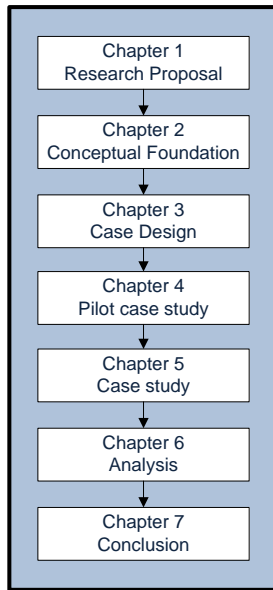 Chapter 1
Research Proposal
Chapter 2
Conceptual Foundation
Chapter 3
Case Design
Chapter 4
Pilot case study
Chapter 5
Case study
Chapter 6
Analysis
Chapter 7
Conclusion